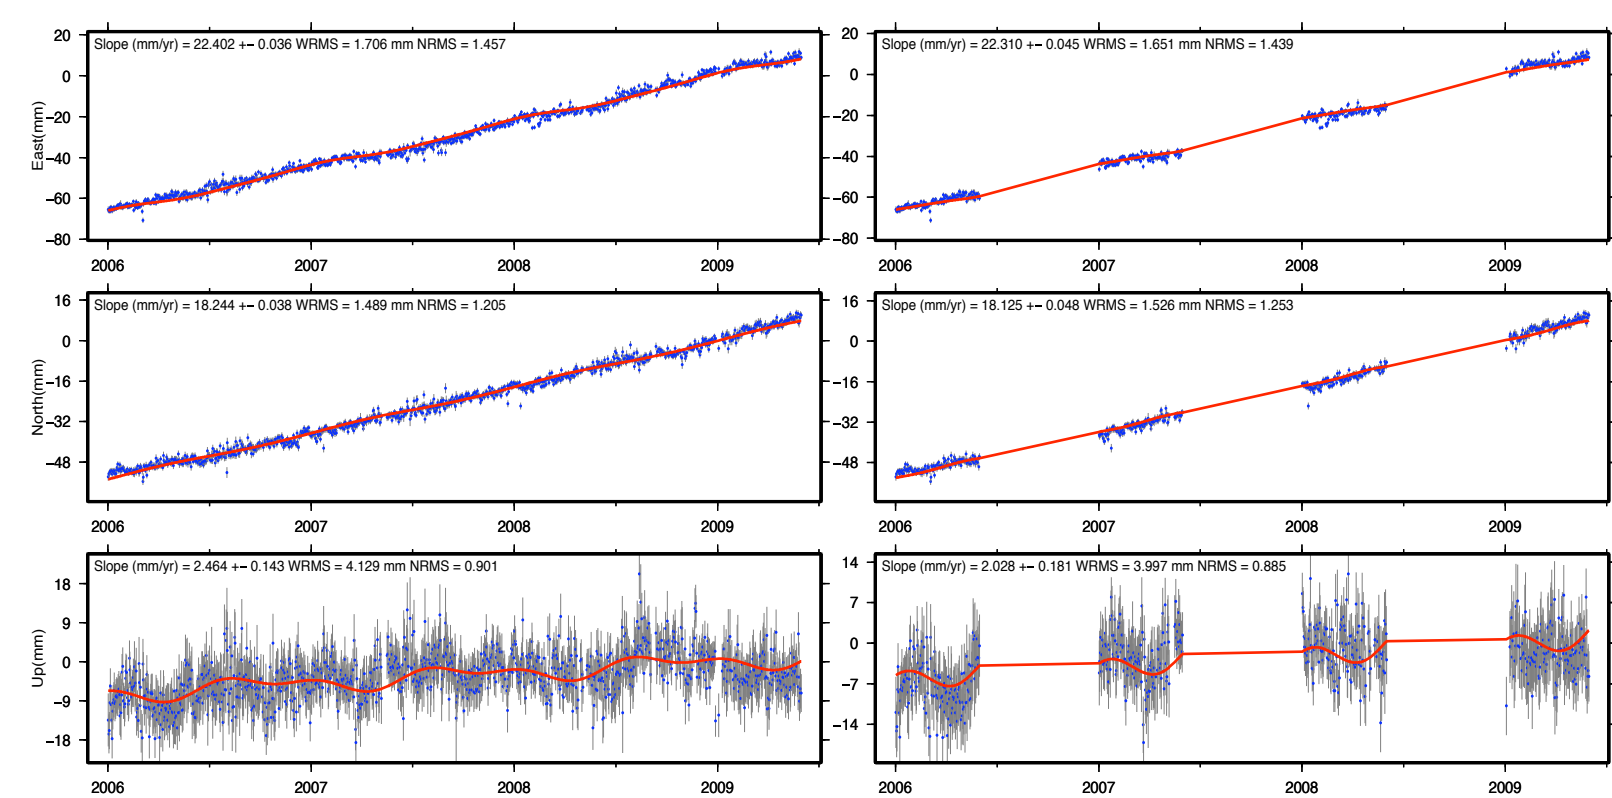 20
Slope (mm/yr) = 22.402 +− 0.036 WRMS = 1.706 mm NRMS = 1.457
0
−20
−40
−60
−80
East(mm)
2006 2007 2008 2009
20
Slope (mm/yr) = 22.310 +− 0.045 WRMS = 1.651 mm NRMS = 1.439
0
−20
−40
−60
−80
2006 2007 2008 2009
16
Slope (mm/yr) = 18.244 +− 0.038 WRMS = 1.489 mm NRMS = 1.205
0
−16
−32
−48
North(mm)
2006 2007 2008 2009
16
Slope (mm/yr) = 18.125 +− 0.048 WRMS = 1.526 mm NRMS = 1.253
0
−16
−32
−48
2006 2007 2008 2009
Slope (mm/yr) = 2.464 +− 0.143 WRMS = 4.129 mm NRMS = 0.901
18
9
0
−9
−18
Up(mm)
2006 2007 2008 2009
14
Slope (mm/yr) = 2.028 +− 0.181 WRMS = 3.997 mm NRMS = 0.885
7
0
−7
−14
2006 2007 2008 2009